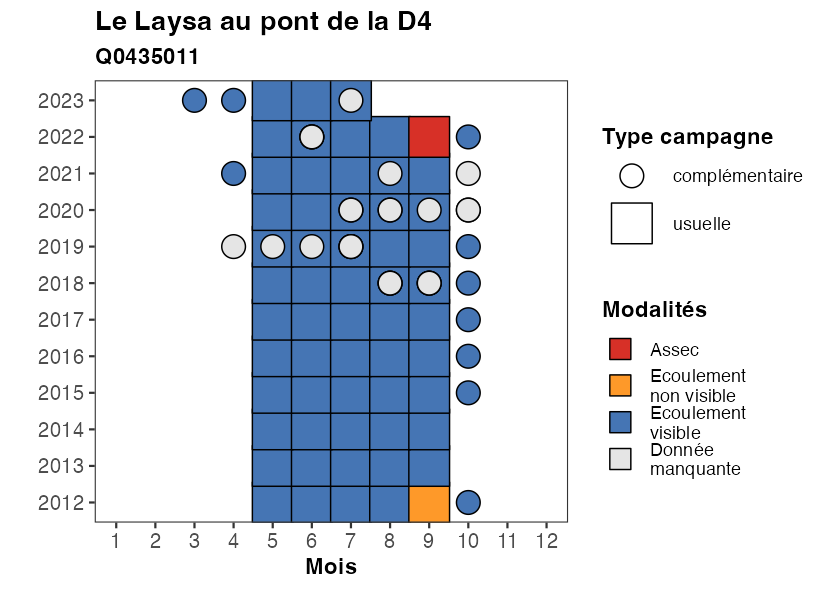 Le Laysa au pont de la D4
Q0435011
2023
2022
2021
2020
2019
2018
2017
2016
2015
2014
2013
2012
1 2 3 4 5 6 7 8 9 10 11 12
Mois
Type campagne
complémentaire
usuelle
Modalités
Assec
Ecoulement
non visible
Ecoulement
visible
Donnée
manquante